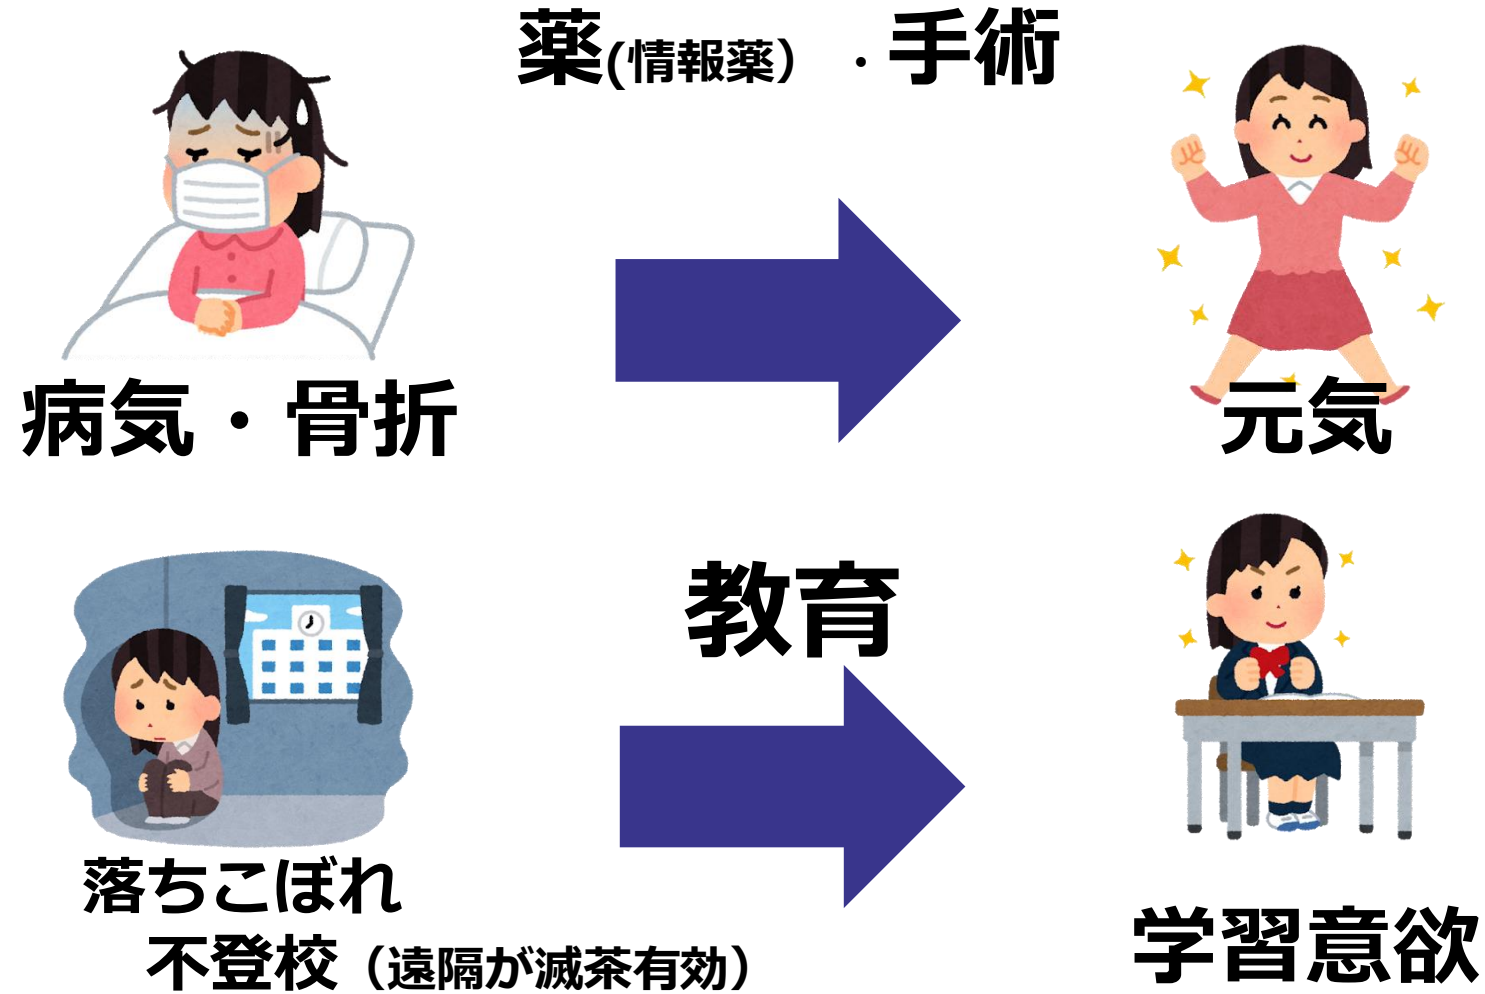 薬(情報薬）・手術
病気・骨折
元気
教育
落ちこぼれ
不登校（遠隔が滅茶有効）
学習意欲